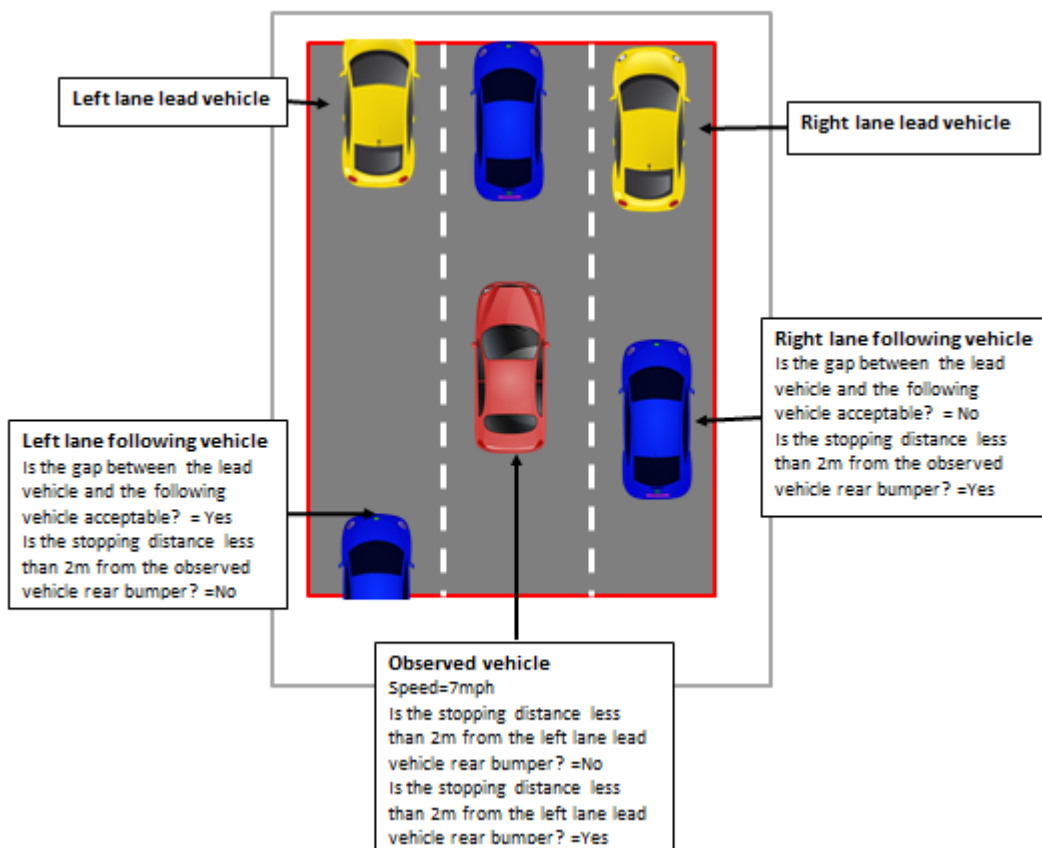 Left lane lead vehicle
Right lane lead vehicle
Right lane following vehicle
Is the gap between the lead
vehicle and the following
vehicle acceptable? = No
Is the stopping distance less
than 2m from the observed
vehicle rear bumper? =Yes
Left lane following vehicle
Is the gap between the lead
vehicle and the following
vehicle acceptable? = Yes
Is the stopping distance less
than 2m from the observed
vehicle rear bumper? =No
Observed vehicle
Speed=7mph
Is the stopping distance less
than 2m from the left lane lead
vehicle rear bumper? =No
Is the stopping distance less
than 2m from the left lane lead
vehicle rear bumper? =Yes